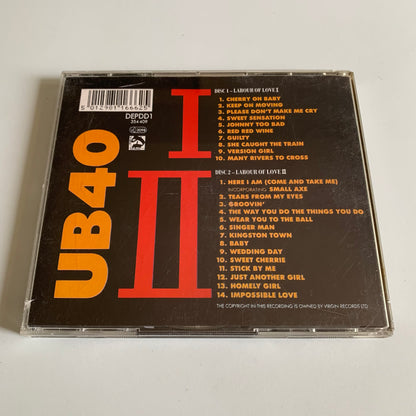 5 012981 166625
DEPDD1
354 409
UB40
I
II
DISC 1 – LABOUR OF LOVE I
1. CHERRY OH BABY
2. KEEP ON MOVING
3. PLEASE DON'T MAKE ME CRY
4. SWEET SENSATION
5. JOHNNY TOO BAD
6. RED RED WINE
7. GUILTY
8. SHE CAUGHT THE TRAIN
9. VERSION GIRL
10. MANY RIVERS TO CROSS
DISC 2 – LABOUR OF LOVE II
1. HERE I AM (COME AND TAKE ME)
INCORPORATING SMALL AXE
2. TEARS FROM MY EYES
3. GROOVIN'
4. THE WAY YOU DO THE THINGS YOU DO
5. WEAR YOU TO THE BALL
6. SINGER MAN
7. KINGSTON TOWN
8. BABY
9. WEDDING DAY
10. SWEET CHERRIE
11. STICK BY ME
12. JUST ANOTHER GIRL
13. HOMELY GIRL
14. IMPOSSIBLE LOVE
THE COPYRIGHT IN THIS RECORDING IS OWNED BY VIRGIN RECORDS LTD